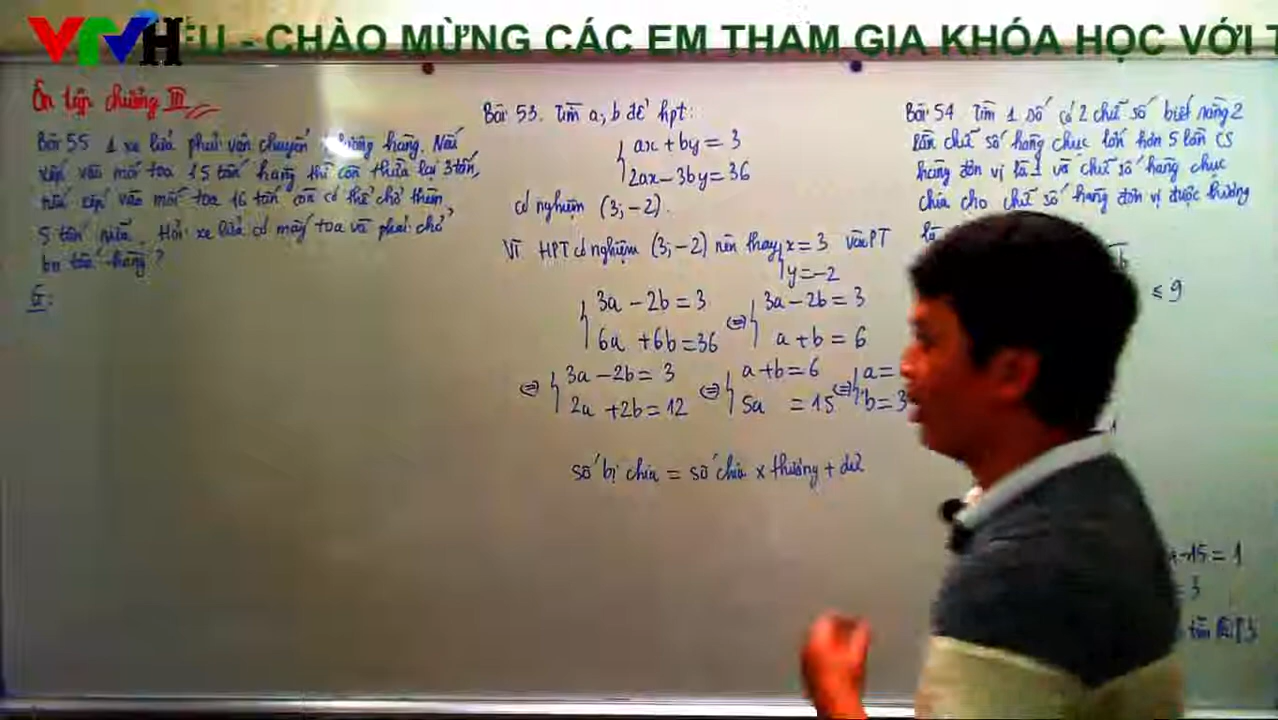 VTVH
- CHÀO MỪNG CÁC EM THAM GIA KHÓA HỌC VỚI T
Ôn tập chương III
Bài 55 1 xe lửa phải vận chuyển lượng hàng. Nếu
xếp vào mỗi toa 15 tấn hàng thì còn thừa lại 3 tấn,
nếu xếp vào mỗi toa 16 tấn còn có thể chở thêm
5 tấn nữa. Hỏi xe lửa có mấy toa và phải chở
bn tấn hàng?
G:
Bài 53. Tìm a, b để hpt:
ax + by = 3
2ax - 3by = 36
có nghiệm (3; -2).
Vì HPT có nghiệm (3; -2) nên thay x = 3 vào PT
y = -2
3a - 2b = 3 ⇔ 3a - 2b = 3
6a + 6b = 36 a + b = 6
⇔ 3a - 2b = 3 ⇔ a + b = 6 ⇔ a =
2a + 2b = 12 5a = 15 b = 3
số bị chia = số chia x thương + dư
Bài 54 Tìm 1 số có 2 chữ số biết rằng 2
lần chữ số hàng chục lớn hơn 5 lần CS
hàng đơn vị là 1 và chữ số hàng chục
chia cho chữ số hàng đơn vị được thương
là
≤ 9
- 15 = 1
= 3